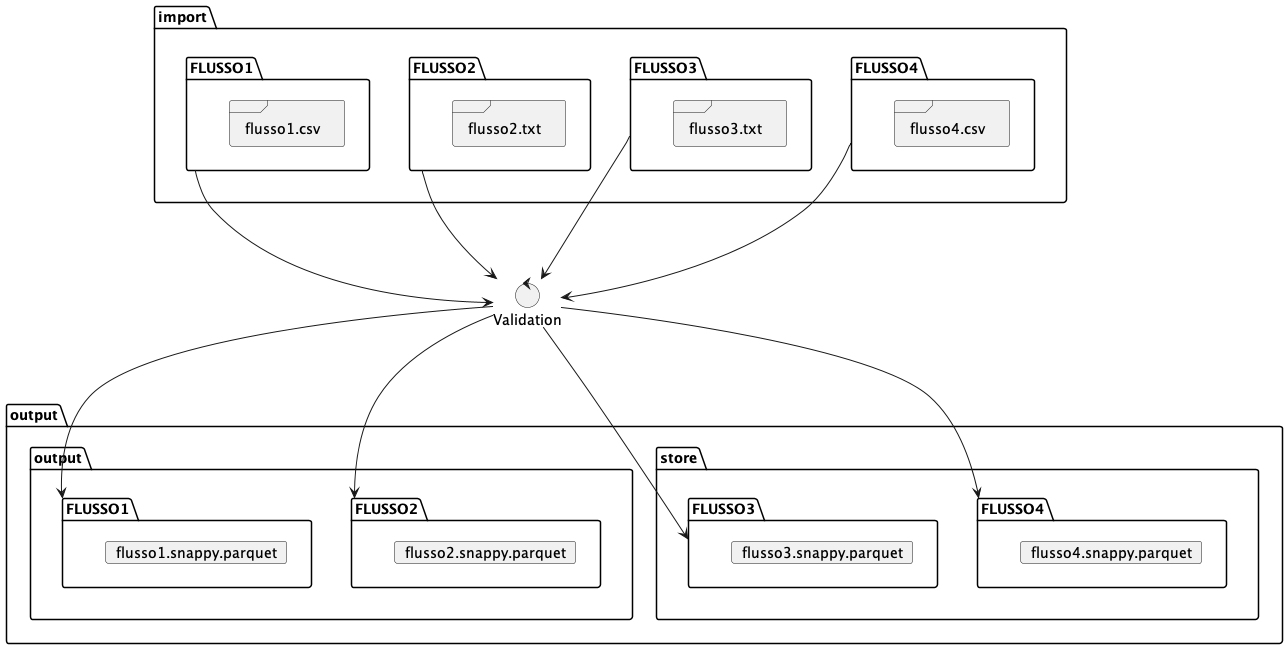 import
FLUSSO1
FLUSSO2
FLUSSO3
FLUSSO4
flusso1.csv
flusso2.txt
flusso3.txt
flusso4.csv
Validation
output
output
store
FLUSSO1
FLUSSO2
FLUSSO3
FLUSSO4
flusso1.snappy.parquet
flusso2.snappy.parquet
flusso3.snappy.parquet
flusso4.snappy.parquet